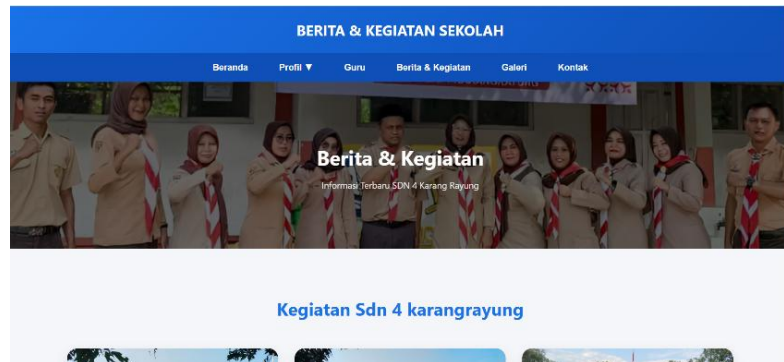 BERITA & KEGIATAN SEKOLAH
Beranda Profil ▼ Guru Berita & Kegiatan Galeri Kontak
Berita & Kegiatan
Informasi Terbaru SDN 4 Karang Rayung
Kegiatan Sdn 4 karangrayung